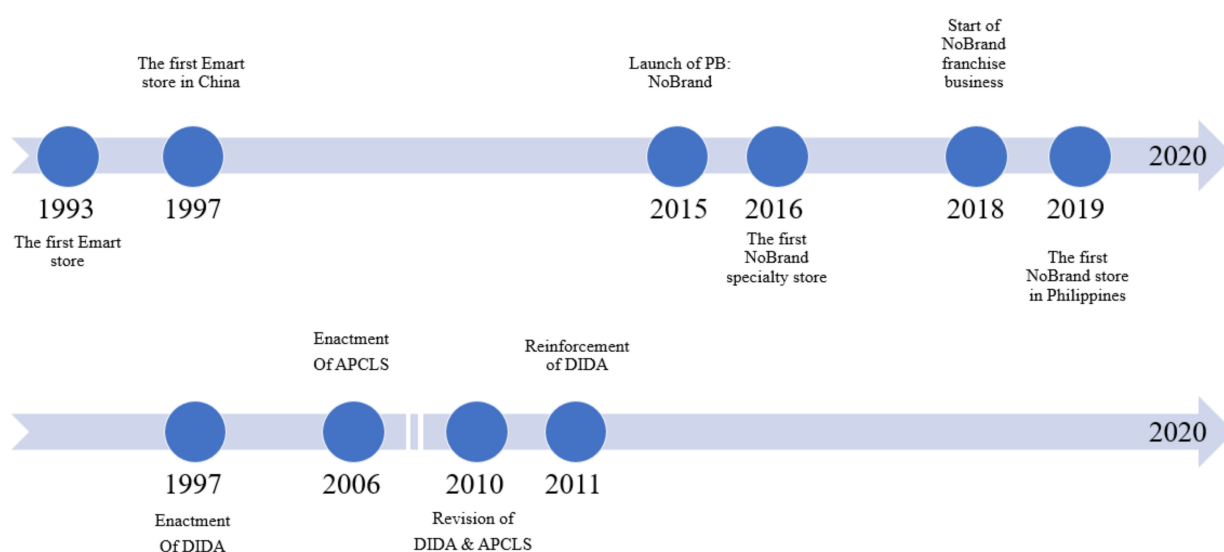 The first Emart
store in China
Launch of PB:
NoBrand
Start of
NoBrand
franchise
business
2020
1993
1997
2015
2016
2018
2019
The first Emart
store
The first
NoBrand
specialty store
The first
NoBrand store
in Philippines
Enactment
Of APCLS
Reinforcement
of DIDA
2020
1997
2006
2010
2011
Enactment
Of DIDA
Revision of
DIDA & APCLS